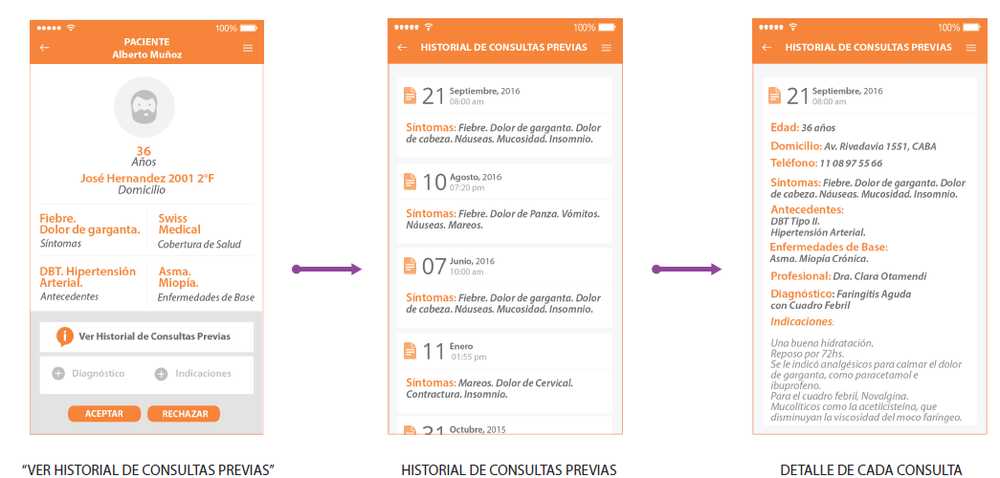 100%
PACIENTE
Alberto Muñoz
36
Años
José Hernandez 2001 2°F
Domicilio
Fiebre.
Dolor de garganta.
Síntomas
Swiss
Medical
Cobertura de Salud
DBT. Hipertensión
Arterial.
Antecedentes
Asma.
Miopía.
Enfermedades de Base
i
Ver Historial de Consultas Previas
Diagnóstico
Indicaciones
ACEPTAR
RECHAZAR
"VER HISTORIAL DE CONSULTAS PREVIAS"
100%
HISTORIAL DE CONSULTAS PREVIAS
21 Septiembre, 2016
08:00 am
Síntomas: Fiebre. Dolor de garganta. Dolor
de cabeza. Náuseas. Mucosidad. Insomnio.
10 Agosto, 2016
07:20 pm
Síntomas: Fiebre. Dolor de Panza. Vómitos.
Náuseas. Mareos.
07 Junio, 2016
10:00 am
Síntomas: Fiebre. Dolor de garganta. Dolor
de cabeza. Náuseas. Mucosidad. Insomnio.
11 Enero
01:55 pm
Síntomas: Mareos. Dolor de Cervical.
Contractura. Insomnio.
31 Octubre, 2015
HISTORIAL DE CONSULTAS PREVIAS
100%
HISTORIAL DE CONSULTAS PREVIAS
21 Septiembre, 2016
08:00 am
Edad: 36 años
Domicilio: Av. Rivadavia 1551, CABA
Teléfono: 11 08 97 55 66
Síntomas: Fiebre. Dolor de garganta. Dolor
de cabeza. Náuseas. Mucosidad. Insomnio.
Antecedentes:
DBT Tipo II.
Hipertensión Arterial.
Enfermedades de Base:
Asma. Miopía Crónica.
Profesional: Dra. Clara Otamendi
Diagnóstico: Faringitis Aguda
con Cuadro Febril
Indicaciones:
Una buena hidratación.
Reposo por 72hs.
Se le indicó analgésicos para calmar el dolor
de garganta, como paracetamol e
ibuprofeno.
Para el cuadro febril, Novalgina.
Mucolíticos como la acetilcisteína, que
disminuyan la viscosidad del moco faríngeo.
DETALLE DE CADA CONSULTA